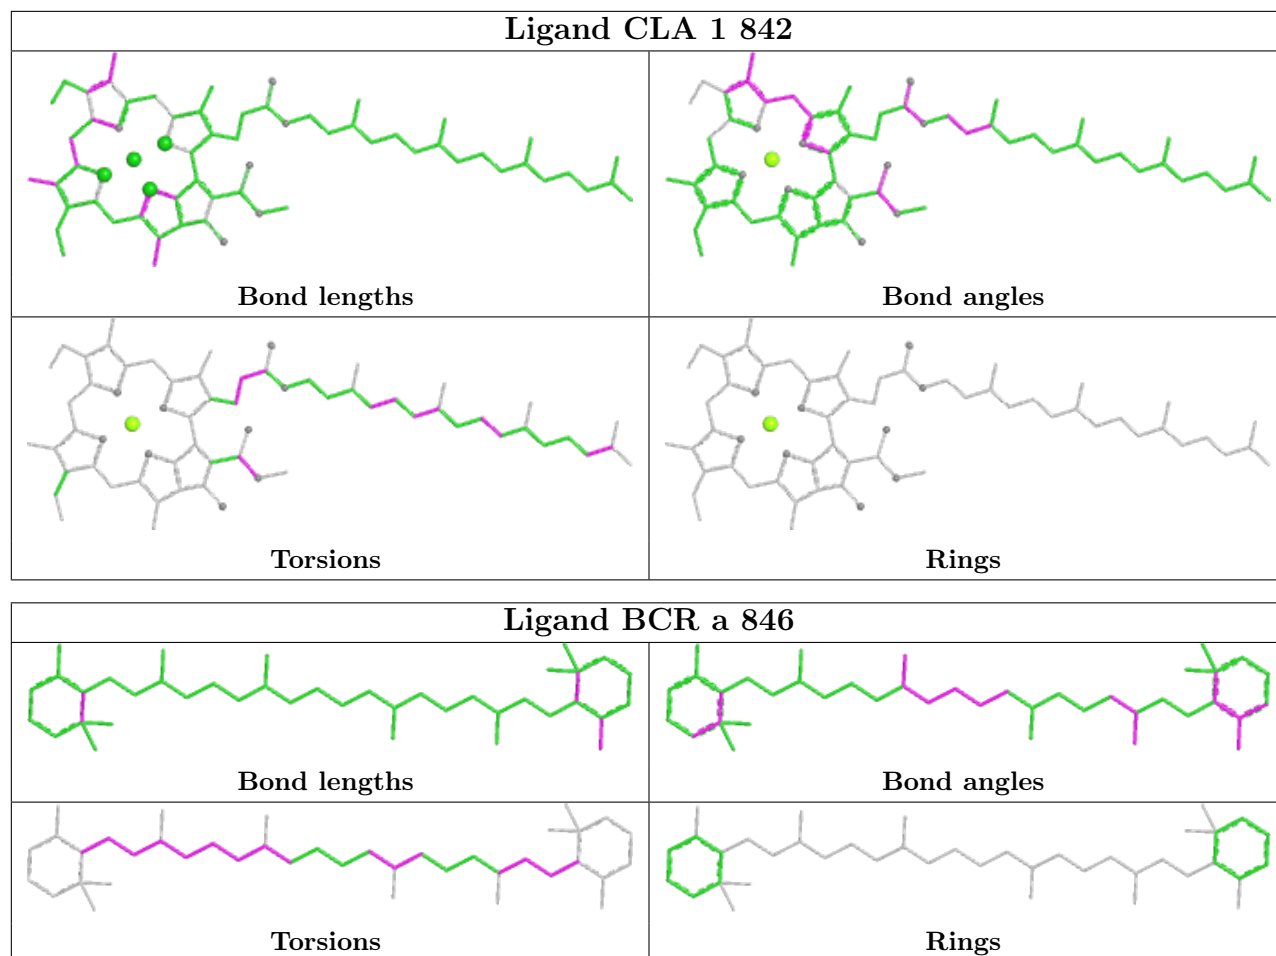 Ligand CLA 1 842
Bond lengths
Bond angles
Torsions
Rings
Ligand BCR a 846
Bond lengths
Bond angles
Torsions
Rings